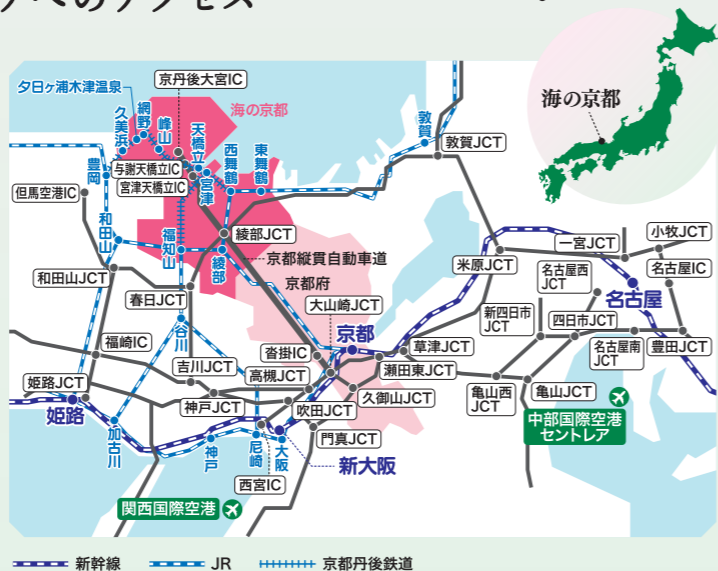 へのアクセス
海の京都
夕日ヶ浦木津温泉
京丹後大宮IC
海の京都
網野
久美浜
峰山
天橋立
宮津
西舞鶴
東舞鶴
敦賀
敦賀JCT
豊岡
与謝天橋立IC
宮津天橋立IC
但馬空港IC
和田山
福知山
綾部
綾部JCT
京都縦貫自動車道
京都府
大山崎JCT
米原JCT
一宮JCT
小牧JCT
名古屋西
JCT
名古屋IC
名古屋
和田山JCT
春日JCT
谷川
京都
新四日市
JCT
四日市JCT
名古屋南
JCT
豊田JCT
福崎IC
沓掛IC
草津JCT
瀬田東JCT
吉川JCT
高槻JCT
久御山JCT
亀山西
JCT
亀山JCT
姫路JCT
姫路
神戸JCT
吹田JCT
門真JCT
加古川
神戸
尼崎
大阪
新大阪
西宮IC
中部国際空港
セントレア
関西国際空港
新幹線
JR
京都丹後鉄道